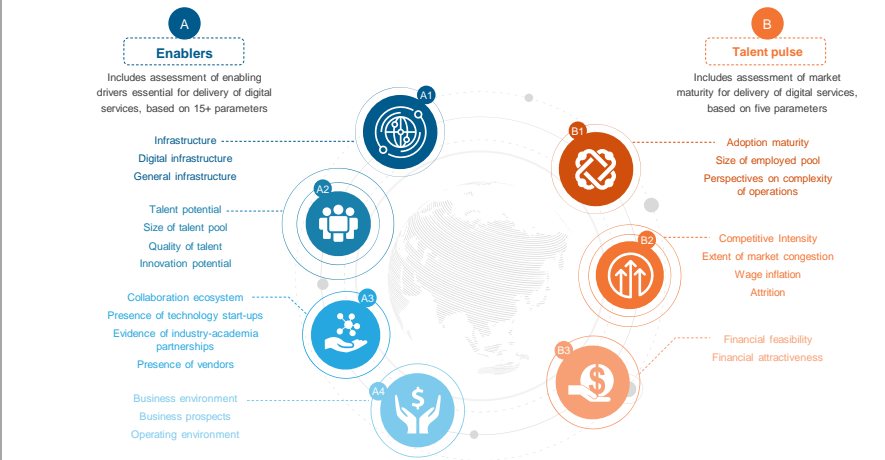 A
Enablers
Includes assessment of enabling
drivers essential for delivery of digital
services, based on 15+ parameters
A1
Infrastructure
Digital infrastructure
General infrastructure
A2
Talent potential
Size of talent pool
Quality of talent
Innovation potential
A3
Collaboration ecosystem
Presence of technology start-ups
Evidence of industry-academia
partnerships
Presence of vendors
A4
Business environment
Business prospects
Operating environment
$
B
Talent pulse
Includes assessment of market
maturity for delivery of digital services,
based on five parameters
B1
Adoption maturity
Size of employed pool
Perspectives on complexity
of operations
B2
Competitive Intensity
Extent of market congestion
Wage inflation
Attrition
B3
Financial feasibility
Financial attractiveness
$